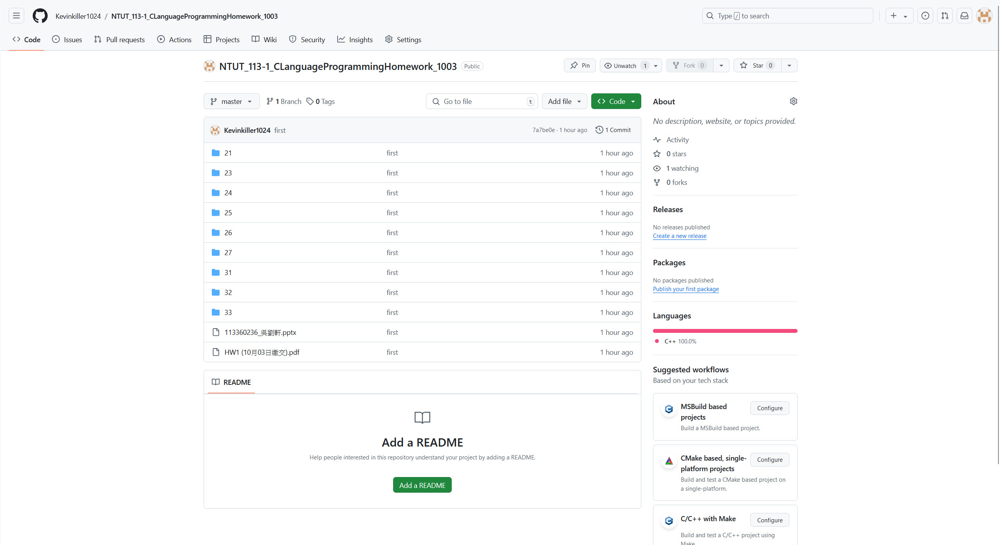 Kevinkiller1024 / NTUT_113-1_CLanguageProgrammingHomework_1003
Type / to search
Code Issues Pull requests Actions Projects Wiki Security Insights Settings
NTUT_113-1_CLanguageProgrammingHomework_1003 Public
Pin Unwatch 1 Fork 0 Star 0
master 1 Branch 0 Tags Go to file t Add file Code
Kevinkiller1024 first 7a7be0e · 1 hour ago 1 Commit
21 first 1 hour ago
23 first 1 hour ago
24 first 1 hour ago
25 first 1 hour ago
26 first 1 hour ago
27 first 1 hour ago
31 first 1 hour ago
32 first 1 hour ago
33 first 1 hour ago
113360236_吳劉軒.pptx first 1 hour ago
HW1 (10月03日繳交).pdf first 1 hour ago
README
Add a README
Help people interested in this repository understand your project by adding a README.
Add a README
About
No description, website, or topics provided.
Activity
0 stars
1 watching
0 forks
Releases
No releases published
Create a new release
Packages
No packages published
Publish your first package
Languages
C++ 100.0%
Suggested workflows
Based on your tech stack
MSBuild based projects
Configure
Build a MSBuild based project.
CMake based, single-platform projects
Configure
Build and test a CMake based project on
a single-platform.
C/C++ with Make
Configure
Build and test a C/C++ project using
Make.